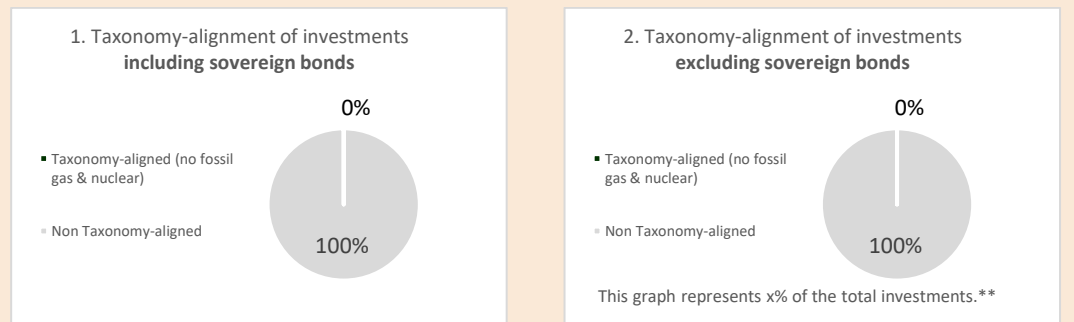 1. Taxonomy-alignment of investments
including sovereign bonds
0%
Taxonomy-aligned (no fossil
gas & nuclear)
Non Taxonomy-aligned
100%
2. Taxonomy-alignment of investments
excluding sovereign bonds
0%
Taxonomy-aligned (no fossil
gas & nuclear)
Non Taxonomy-aligned
100%
This graph represents x% of the total investments.**